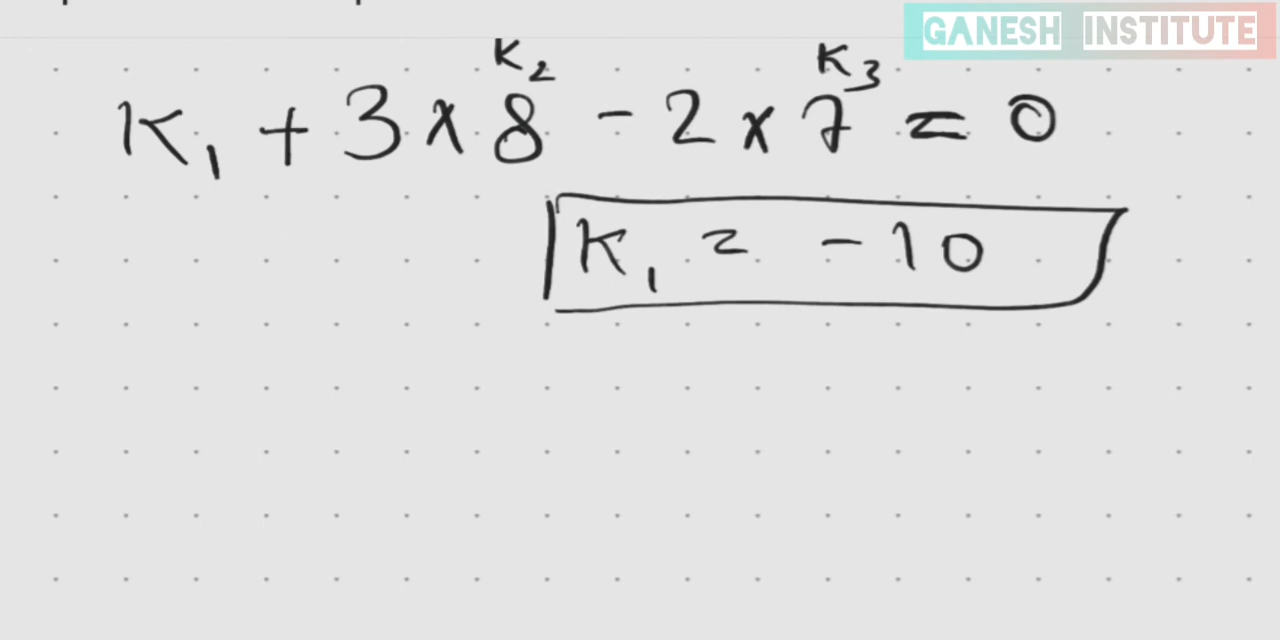 GANESH INSTITUTE
K₂ K₃
K₁ + 3 x 8 - 2 x 7 = 0
K₁ = - 10